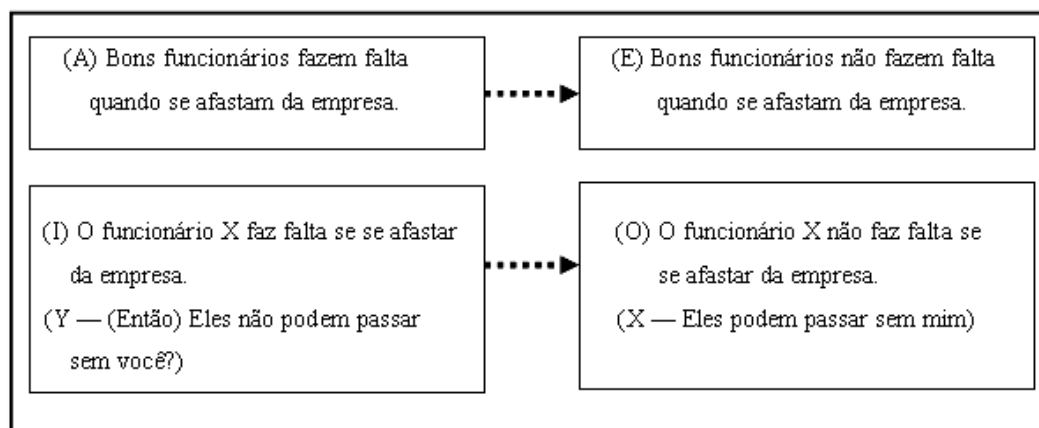 (A) Bons funcionários fazem falta
quando se afastam da empresa.
(E) Bons funcionários não fazem falta
quando se afastam da empresa.
(I) O funcionário X faz falta se se afastar
da empresa.
(Y — (Então) Eles não podem passar
sem você?)
(O) O funcionário X não faz falta se
se afastar da empresa.
(X — Eles podem passar sem mim)